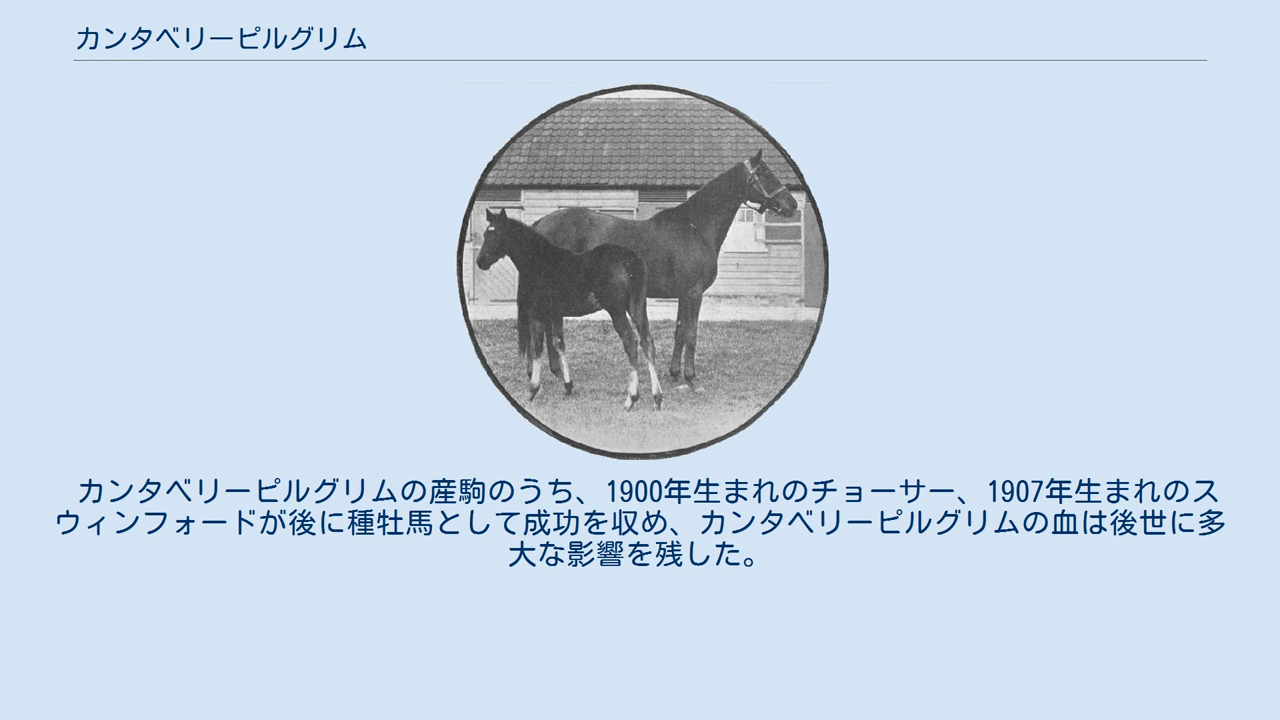 カンタベリーピルグリム
カンタベリーピルグリムの産駒のうち、1900年生まれのチョーサー、1907年生まれのス
ウィンフォードが後に種牡馬として成功を収め、カンタベリーピルグリムの血は後世に多
大な影響を残した。